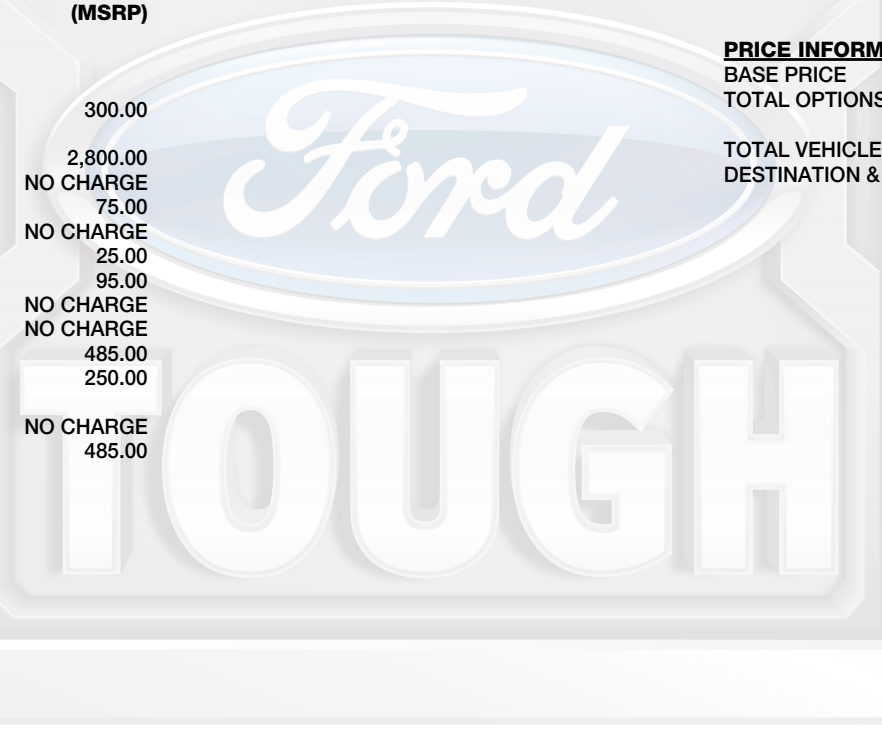 (MSRP)
300.00
2,800.00
NO CHARGE
75.00
NO CHARGE
25.00
95.00
NO CHARGE
NO CHARGE
485.00
250.00
NO CHARGE
485.00
PRICE INFORM
BASE PRICE
TOTAL OPTIONS
TOTAL VEHICLE
DESTINATION &
Ford
TOUGH